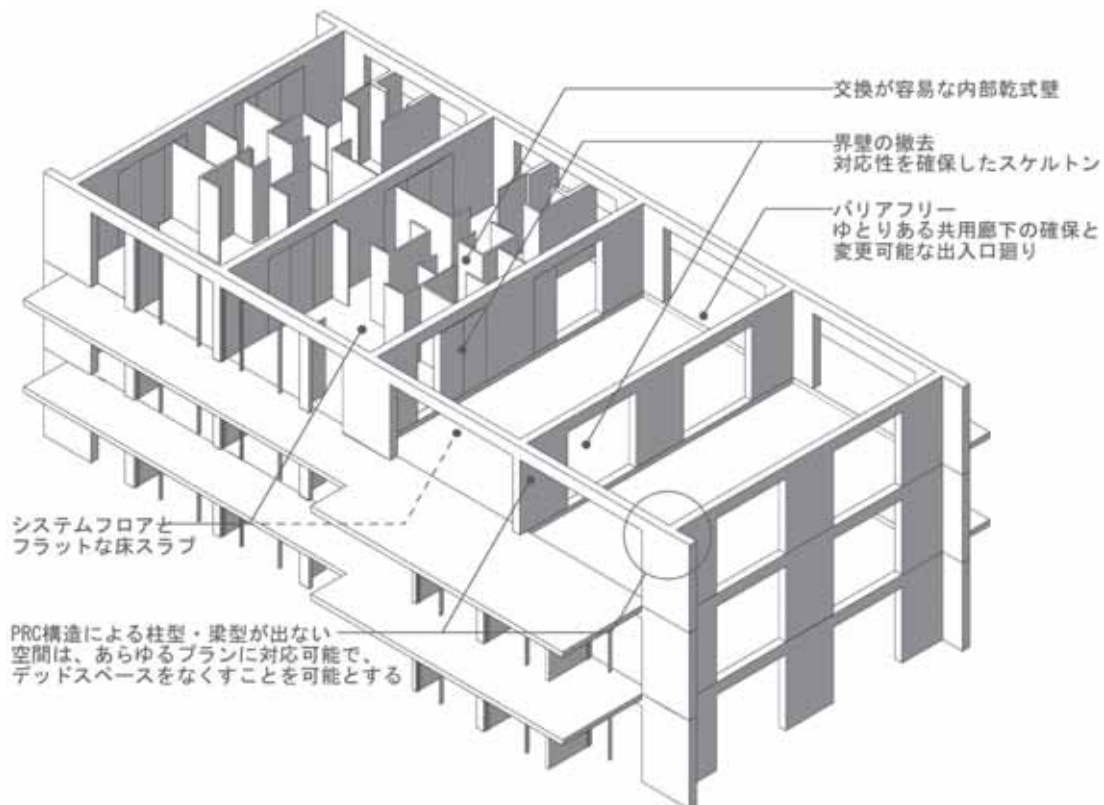 交換が容易な内部乾式壁
界壁の撤去
対応性を確保したスケルトン
バリアフリー
ゆとりある共用廊下の確保と
変更可能な出入口廻り
システムフロアと
フラットな床スラブ
PRC構造による柱型・梁型が出ない
空間は、あらゆるプランに対応可能で、
デッドスペースをなくすことを可能とする